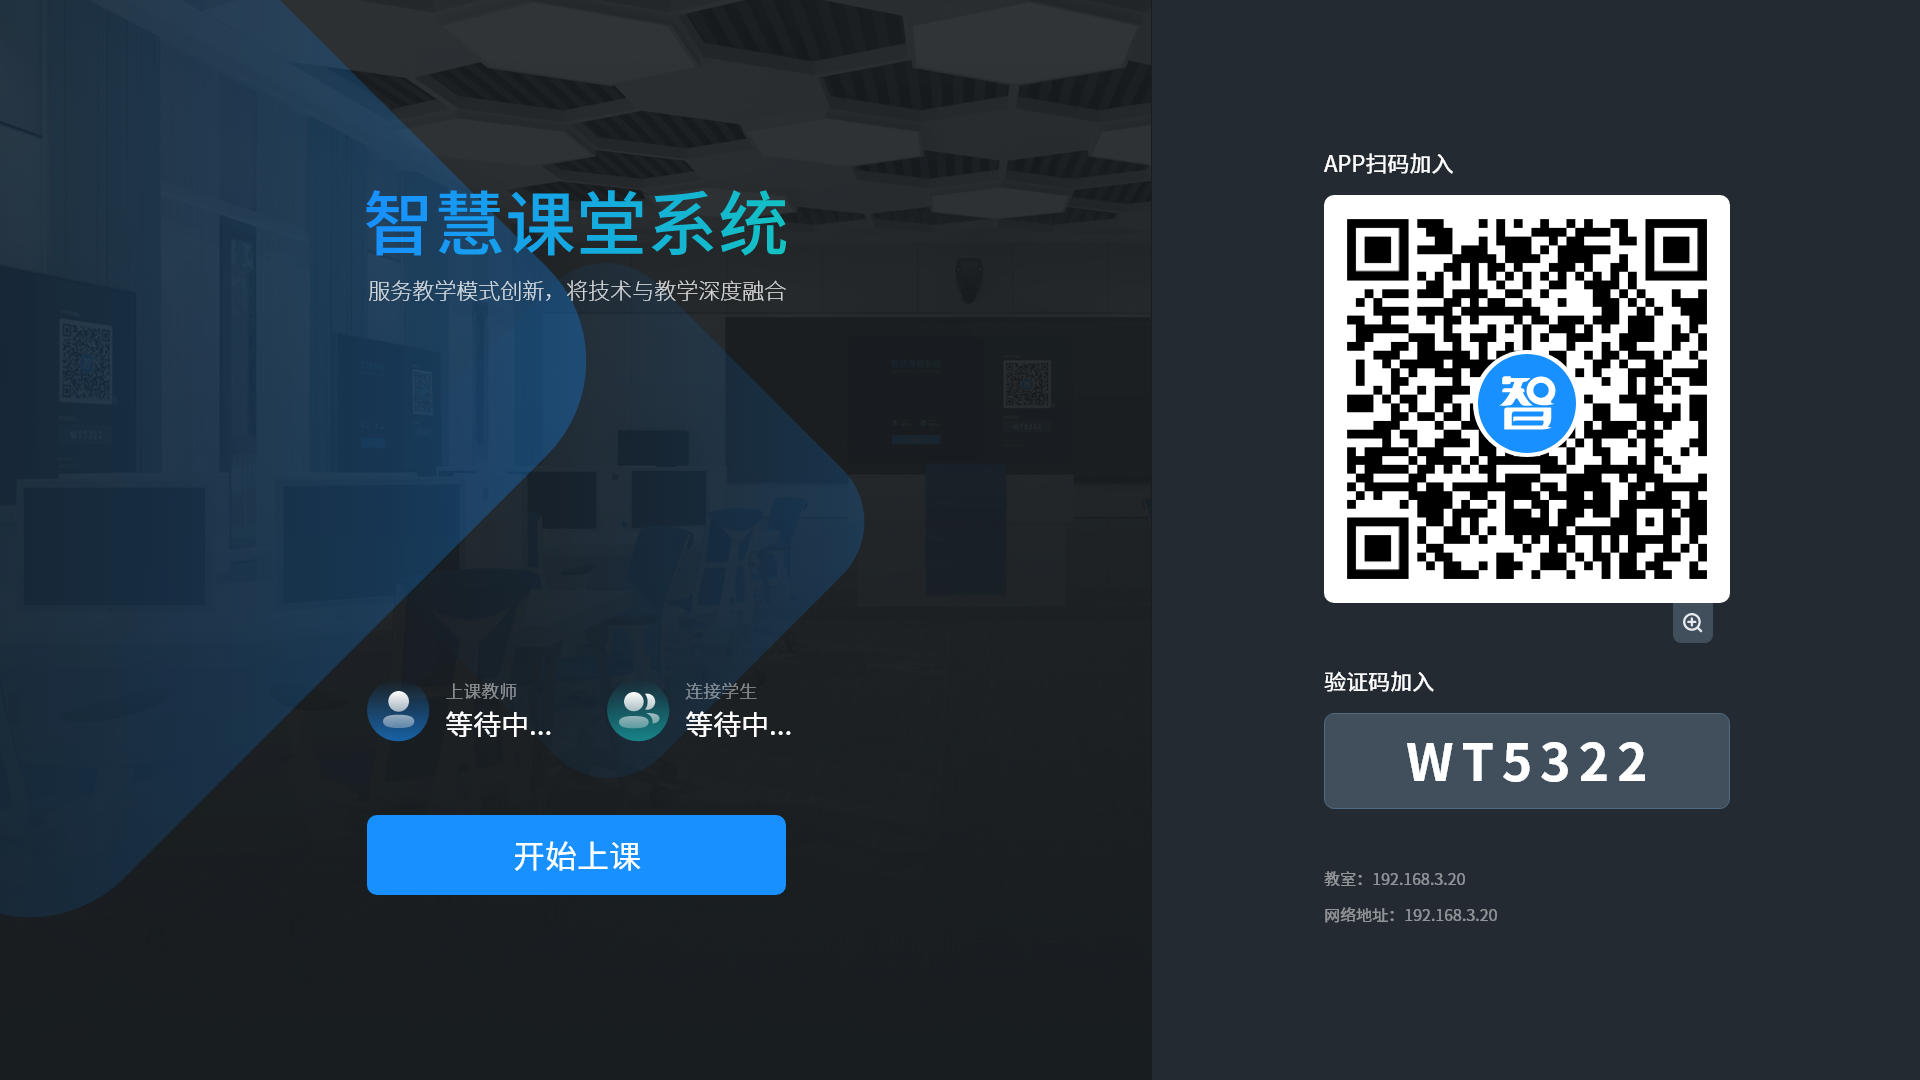 智慧课堂系统
服务教学模式创新，将技术与教学深度融合
上课教师
等待中...
连接学生
等待中...
开始上课
APP扫码加入
智
验证码加入
WT5322
教室：192.168.3.20
网络地址：192.168.3.20